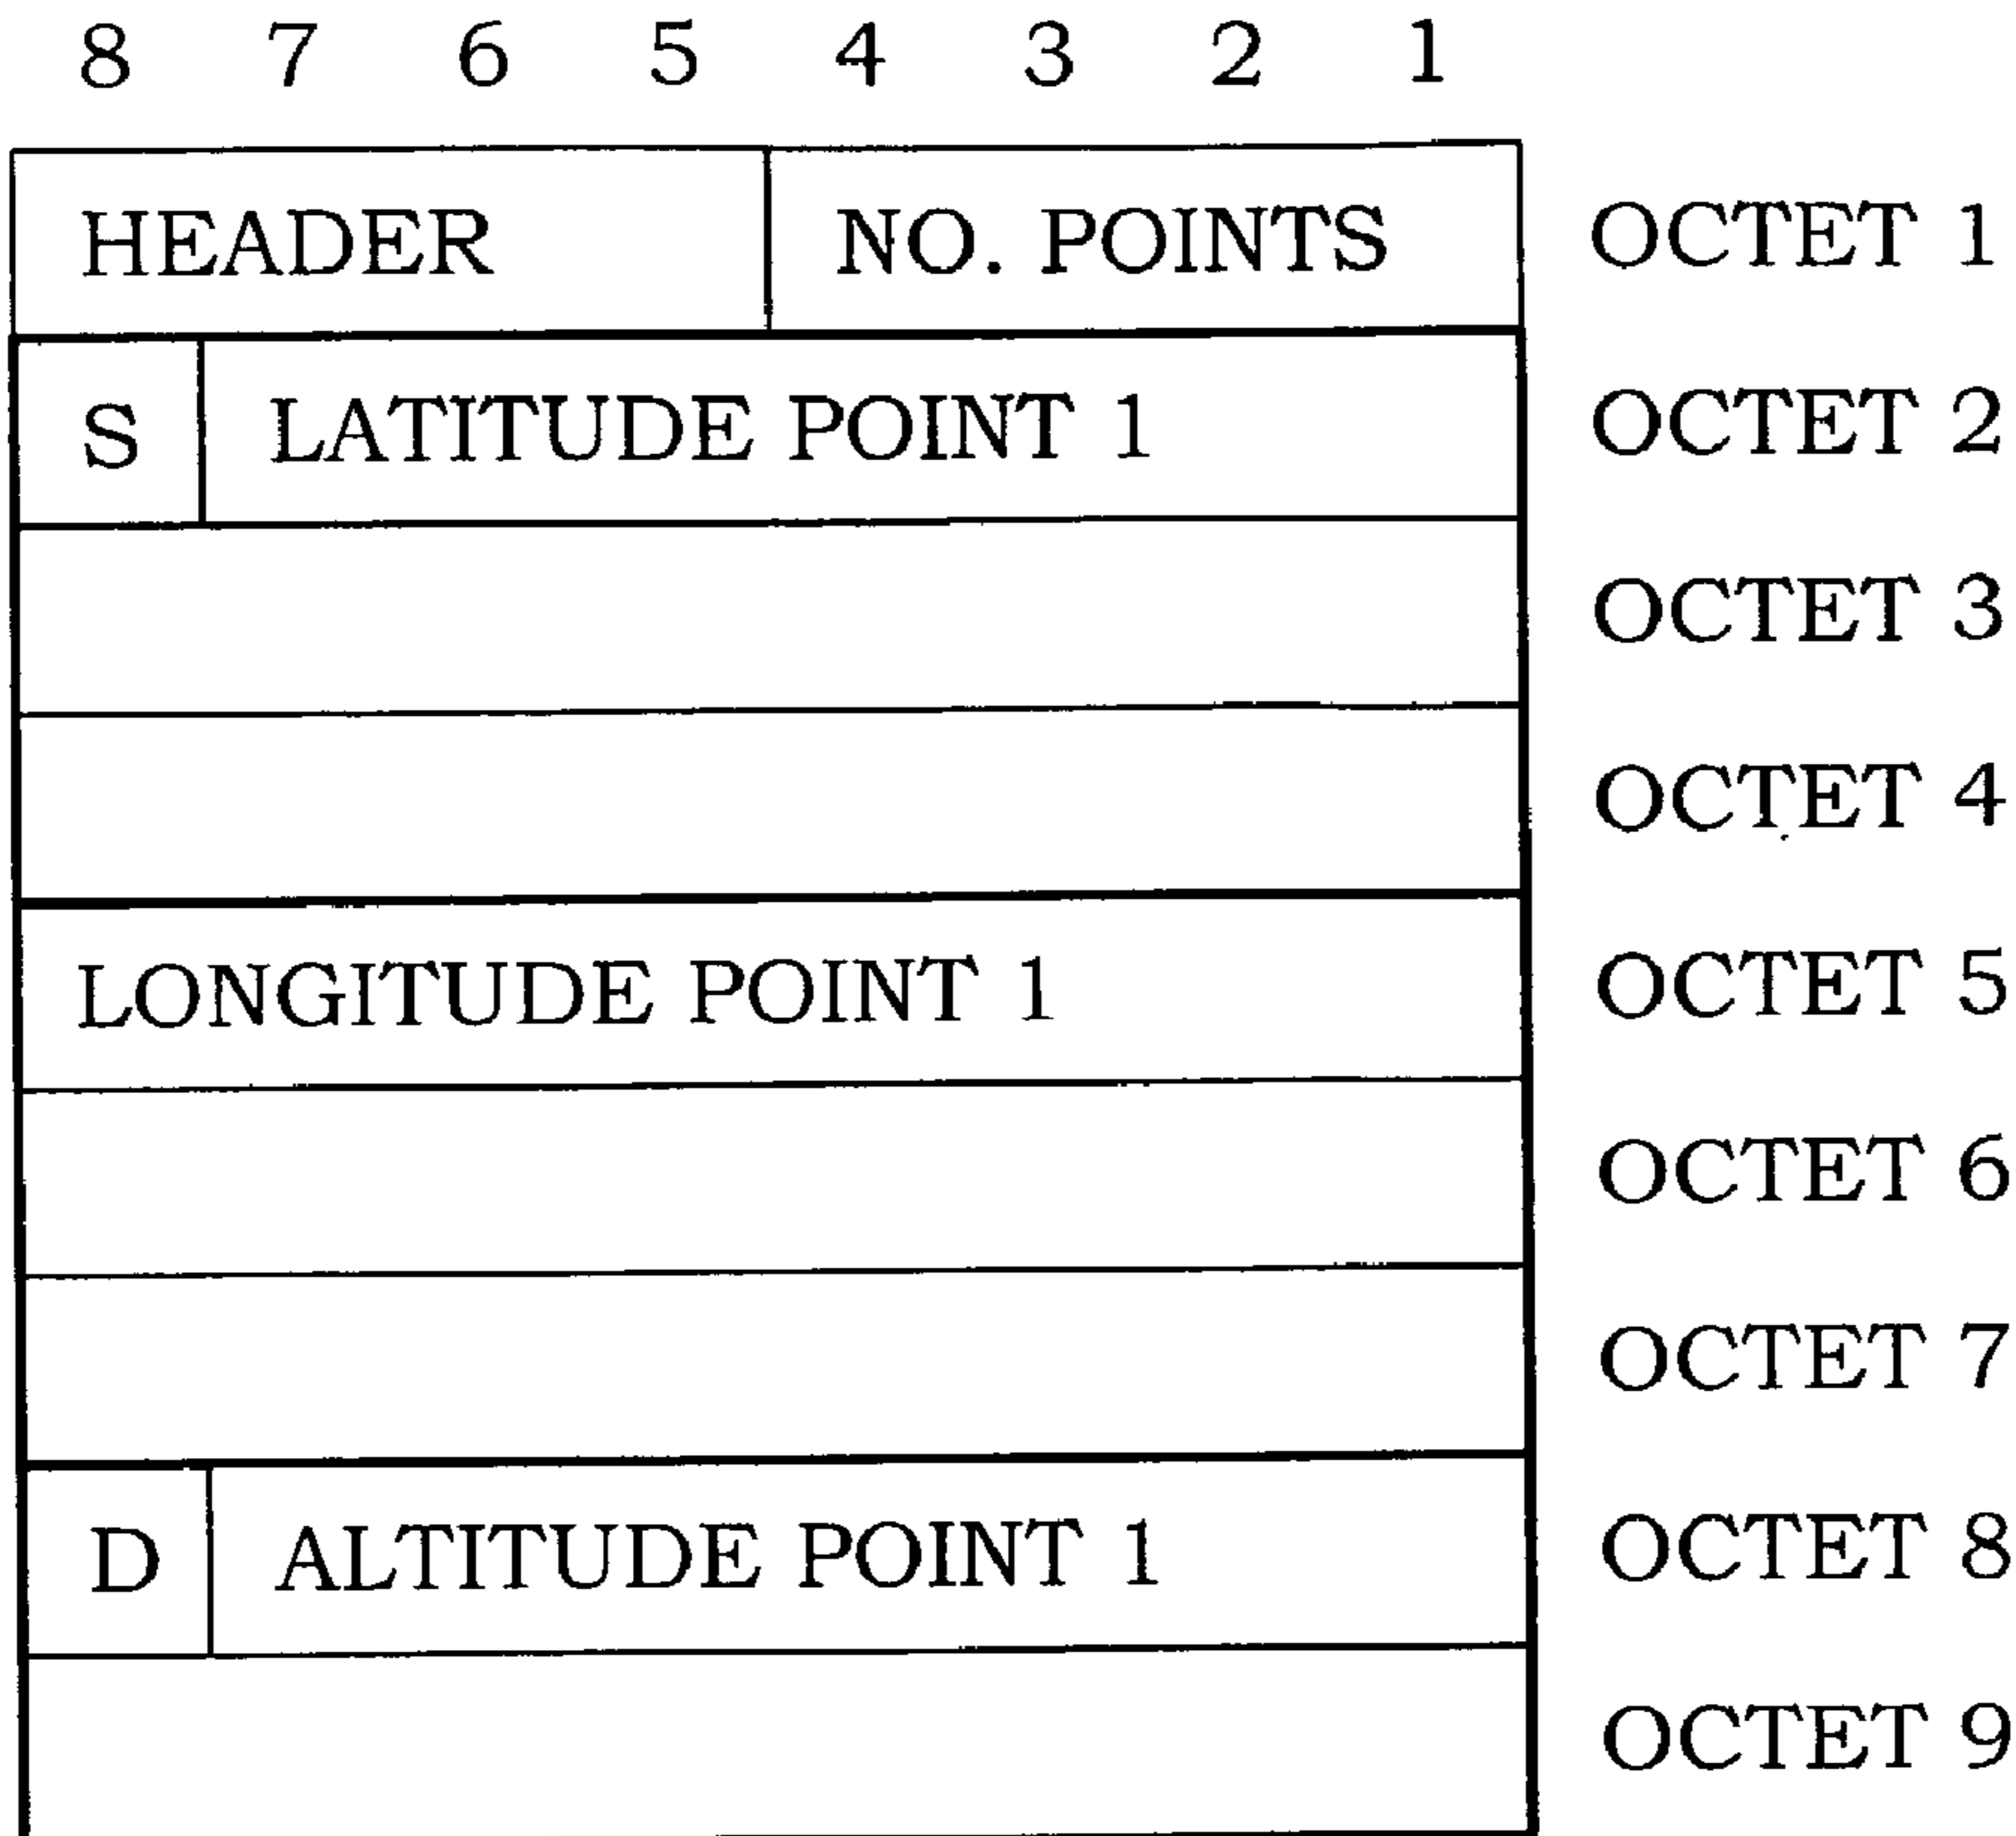 8 7 6 5 4 3 2 1
HEADER NO. POINTS OCTET 1
S LATITUDE POINT 1 OCTET 2
OCTET 3
OCTET 4
LONGITUDE POINT 1 OCTET 5
OCTET 6
OCTET 7
D ALTITUDE POINT 1 OCTET 8
OCTET 9